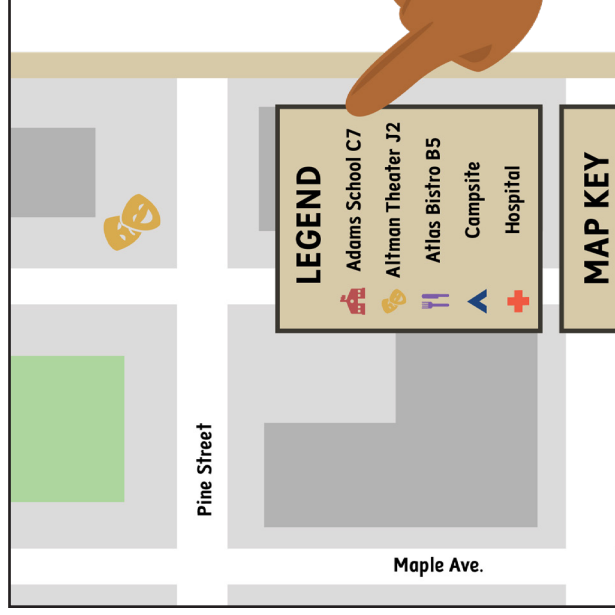 LEGEND
Adams School C7
Altman Theater J2
Atlas Bistro B5
Campsite
Hospital
MAP KEY
Pine Street
Maple Ave.